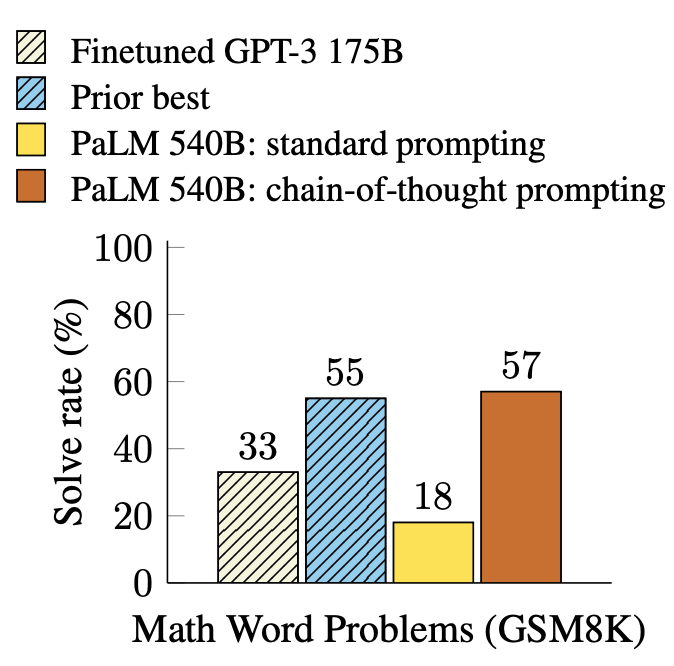 Finetuned GPT-3 175B
Prior best
PaLM 540B: standard prompting
PaLM 540B: chain-of-thought prompting
100
80
60
40
20
0
Solve rate (%)
33
55
18
57
Math Word Problems (GSM8K)